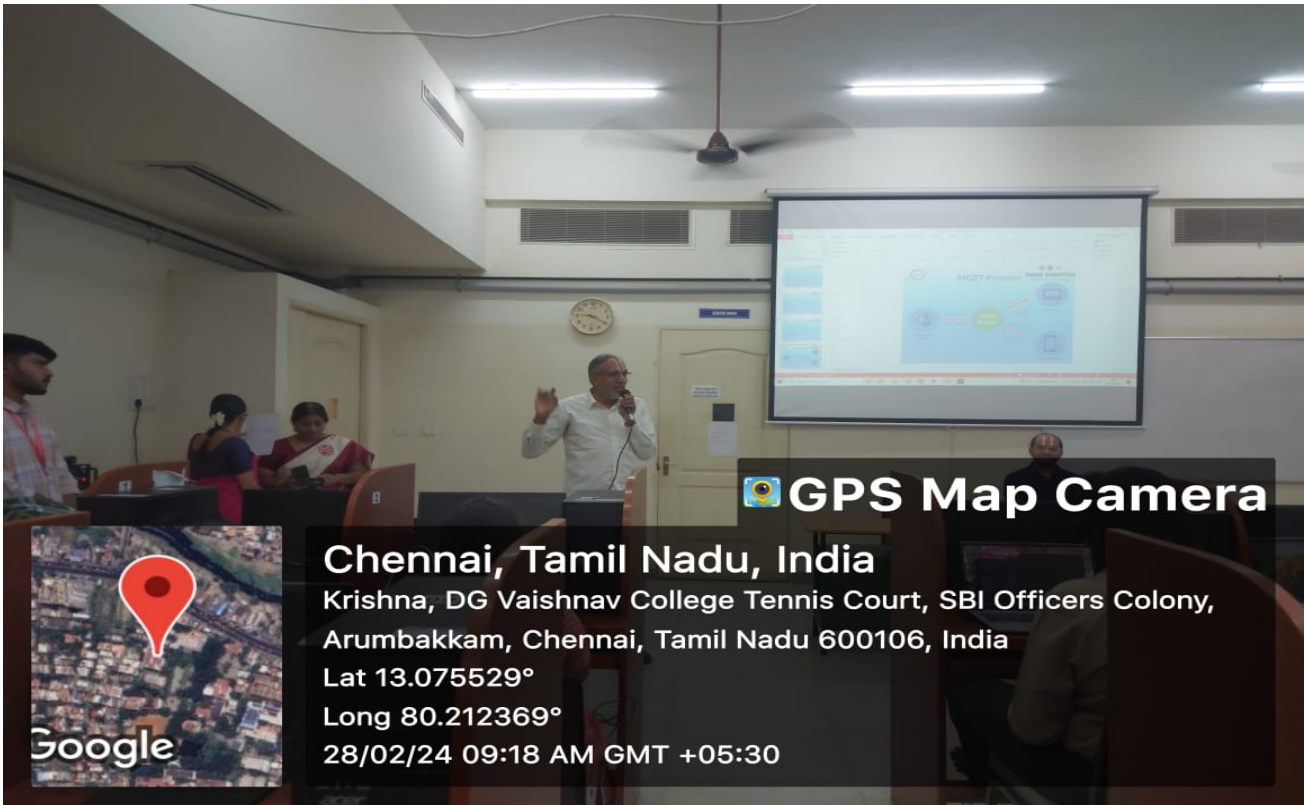 MQTT Protocol
GPS Map Camera
Chennai, Tamil Nadu, India
Krishna, DG Vaishnav College Tennis Court, SBI Officers Colony,
Arumbakkam, Chennai, Tamil Nadu 600106, India
Lat 13.075529°
Long 80.212369°
28/02/24 09:18 AM GMT +05:30
Google
acer